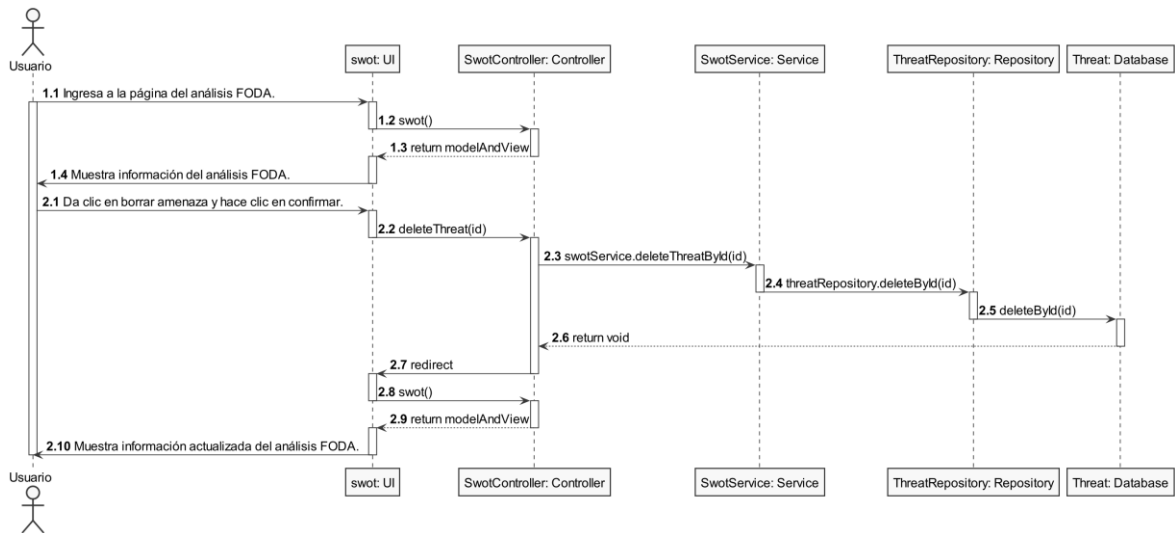 Usuario
swot: UI
SwotController: Controller
SwotService: Service
ThreatRepository: Repository
Threat: Database
1.1 Ingresa a la página del análisis FODA.
1.2 swot()
1.3 return modelAndView
1.4 Muestra información del análisis FODA.
2.1 Da clic en borrar amenaza y hace clic en confirmar.
2.2 deleteThreat(id)
2.3 swotService.deleteThreatById(id)
2.4 threatRepository.deleteById(id)
2.5 deleteById(id)
2.6 return void
2.7 redirect
2.8 swot()
2.9 return modelAndView
2.10 Muestra información actualizada del análisis FODA.
Usuario
swot: UI
SwotController: Controller
SwotService: Service
ThreatRepository: Repository
Threat: Database